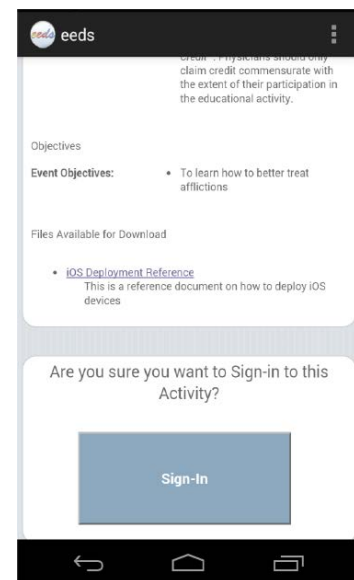 eeds eeds
credit". Physicians should only
claim credit commensurate with
the extent of their participation in
the educational activity.
Objectives
Event Objectives: • To learn how to better treat
afflictions
Files Available for Download
• iOS Deployment Reference
This is a reference document on how to deploy iOS
devices
Are you sure you want to Sign-in to this
Activity?
Sign-In